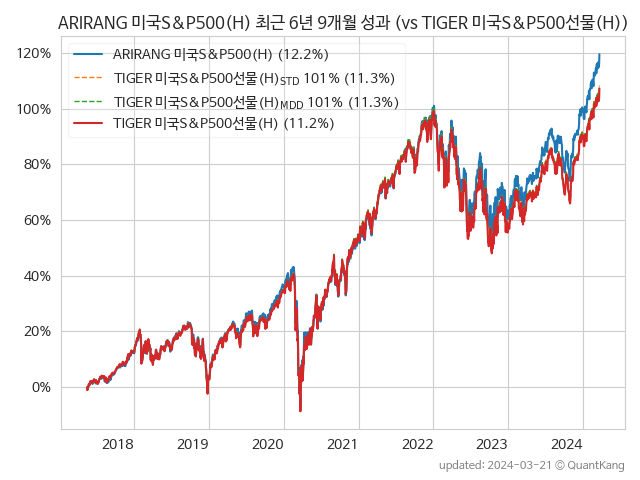 ARIRANG 미국S&P500(H) 최근 6년 9개월 성과 (vs TIGER 미국S&P500선물(H))
120%
100%
80%
60%
40%
20%
0%
ARIRANG 미국S&P500(H) (12.2%)
TIGER 미국S&P500선물(H)STD 101% (11.3%)
TIGER 미국S&P500선물(H)MDD 101% (11.3%)
TIGER 미국S&P500선물(H) (11.2%)
2018 2019 2020 2021 2022 2023 2024
updated: 2024-03-21 © QuantKang